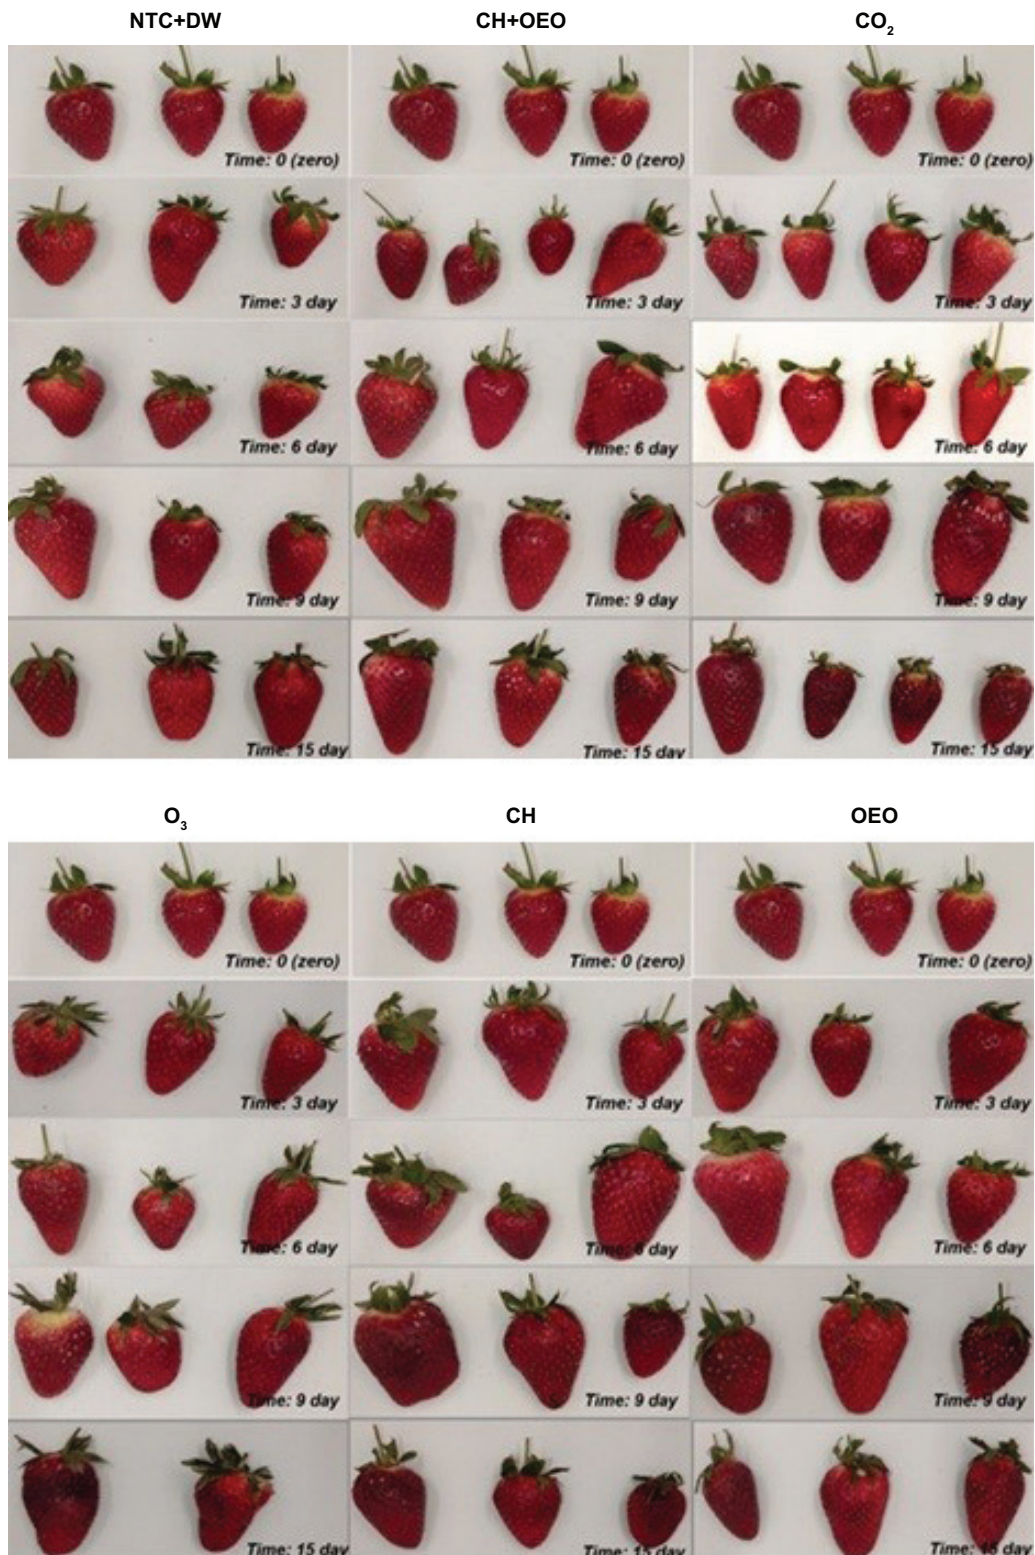 NTC+DW CH+OEO CO₂
Time: 0 (zero) Time: 0 (zero) Time: 0 (zero)
Time: 3 day Time: 3 day Time: 3 day
Time: 6 day Time: 6 day Time: 6 day
Time: 9 day Time: 9 day Time: 9 day
Time: 15 day Time: 15 day Time: 15 day
O₃ CH OEO
Time: 0 (zero) Time: 0 (zero) Time: 0 (zero)
Time: 3 day Time: 3 day Time: 3 day
Time: 6 day Time: 6 day Time: 6 day
Time: 9 day Time: 9 day Time: 9 day
Time: 15 day Time: 15 day Time: 15 day